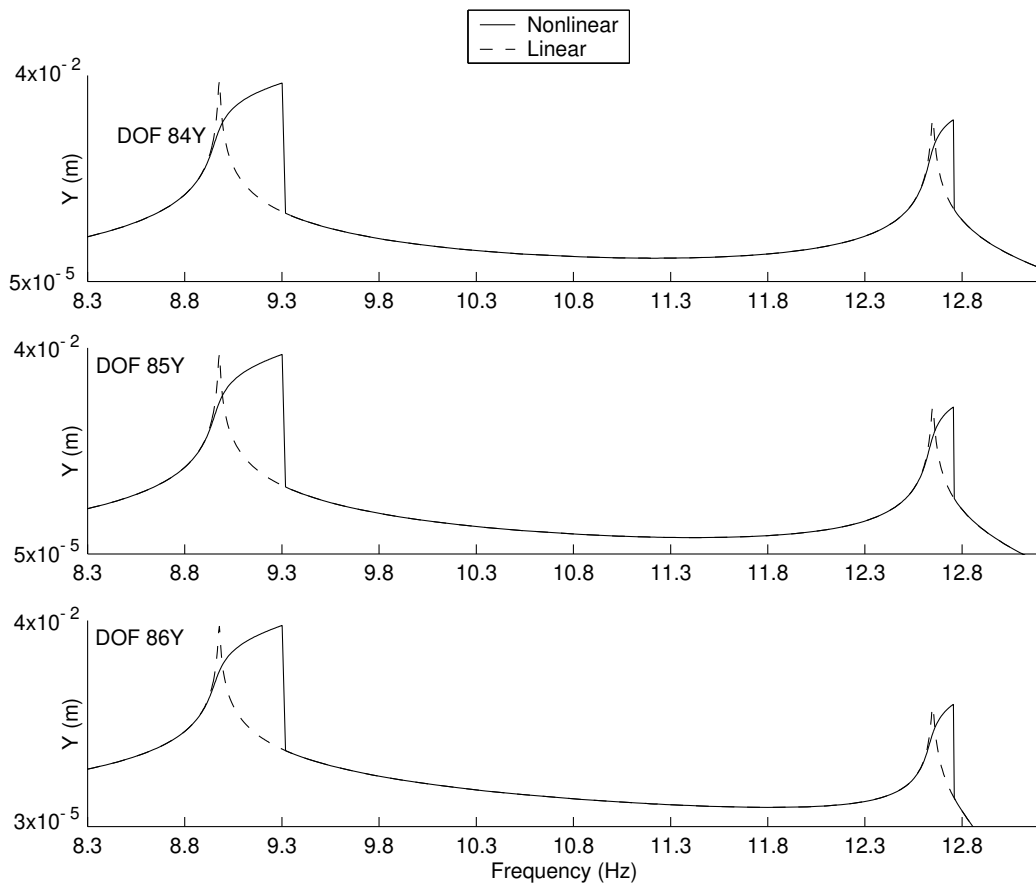 Nonlinear
Linear
4x10^-2
DOF 84Y
Y (m)
5x10^-5
8.3 8.8 9.3 9.8 10.3 10.8 11.3 11.8 12.3 12.8
4x10^-2
DOF 85Y
Y (m)
5x10^-5
8.3 8.8 9.3 9.8 10.3 10.8 11.3 11.8 12.3 12.8
4x10^-2
DOF 86Y
Y (m)
3x10^-5
8.3 8.8 9.3 9.8 10.3 10.8 11.3 11.8 12.3 12.8
Frequency (Hz)